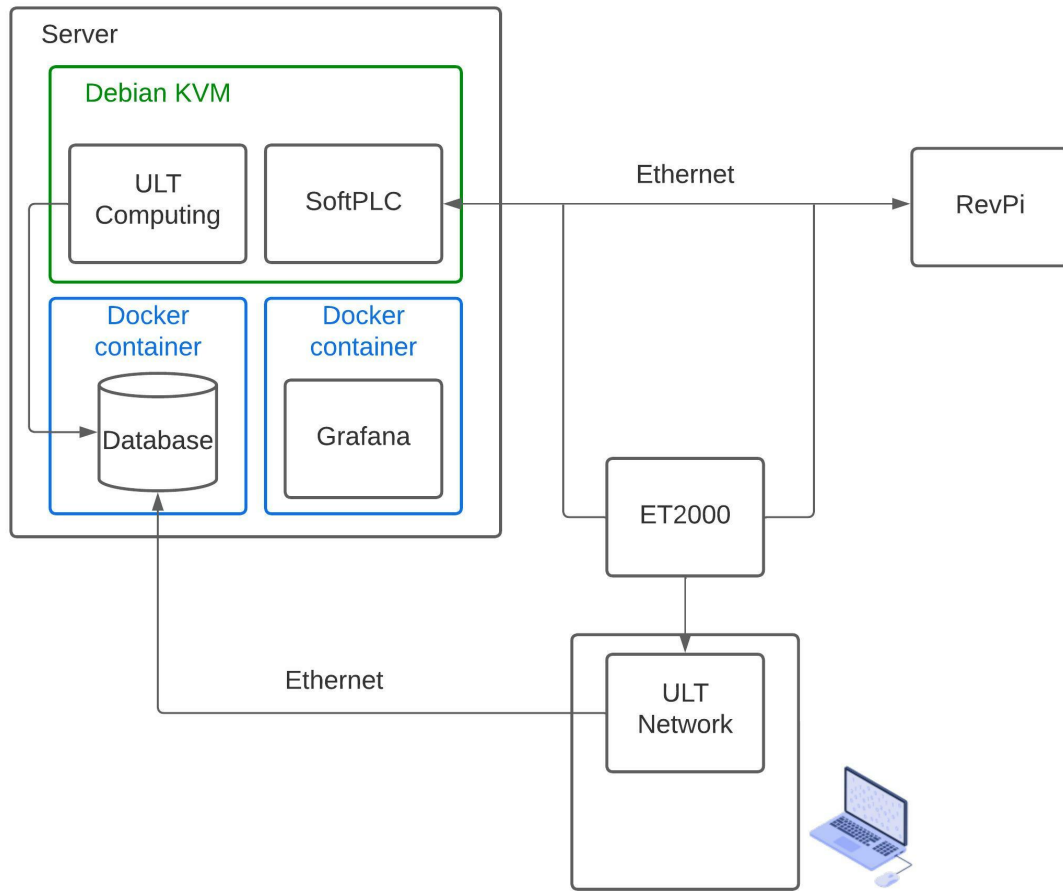 Server
Debian KVM
ULT
Computing
SoftPLC
Ethernet
RevPi
Docker
container
Docker
container
Database
Grafana
ET2000
Ethernet
ULT
Network